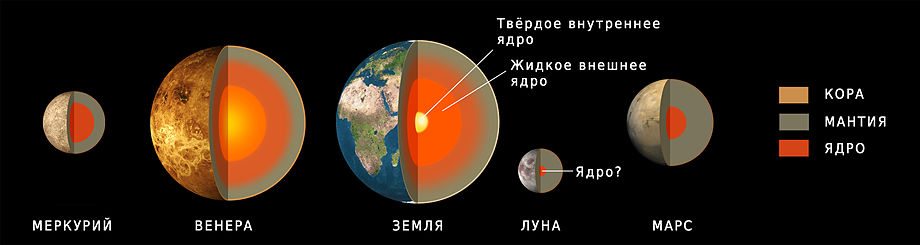 Твёрдое внутреннее
ядро
Жидкое внешнее
ядро
Ядро?
КОРА
МАНТИЯ
ЯДРО
МЕРКУРИЙ
ВЕНЕРА
ЗЕМЛЯ
ЛУНА
МАРС